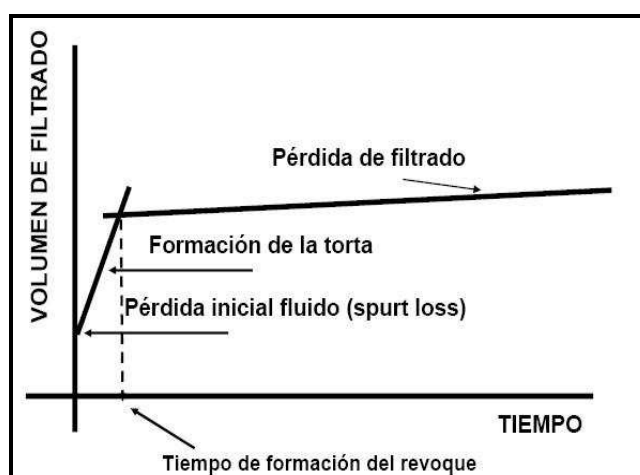 VOLUMEN DE FILTRADO
Pérdida de filtrado
Formación de la torta
Pérdida inicial fluido (spurt loss)
TIEMPO
Tiempo de formación del revoque